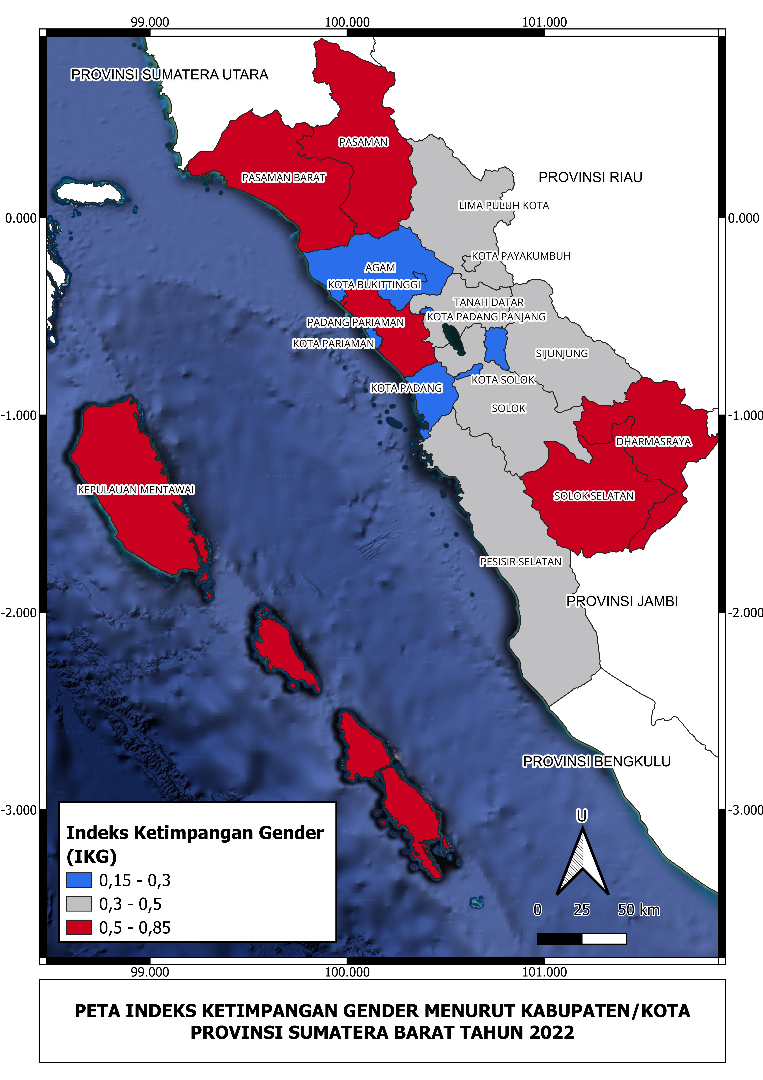 99.000
100.000
101.000
PROVINSI SUMATERA UTARA
PASAMAN
PASAMAN BARAT
PROVINSI RIAU
LIMA PULUH KOTA
0.000
0.000
KOTA PAYAKUMBUH
AGAM
KOTA BUKITTINGGI
TANAH DATAR
PADANG PARIAMAN
KOTA PADANG PANJANG
KOTA PARIAMAN
SIJUNJUNG
KOTA PADANG
KOTA SOLOK
SOLOK
-1.000
-1.000
DHARMASRAYA
KEPULAUAN MENTAWAI
SOLOK SELATAN
PESISIR SELATAN
PROVINSI JAMBI
-2.000
-2.000
PROVINSI BENGKULU
-3.000
-3.000
U
Indeks Ketimpangan Gender
(IKG)
0,15 - 0,3
0,3 - 0,5
0,5 - 0,85
0 25 50 km
99.000
100.000
101.000
PETA INDEKS KETIMPANGAN GENDER MENURUT KABUPATEN/KOTA
PROVINSI SUMATERA BARAT TAHUN 2022